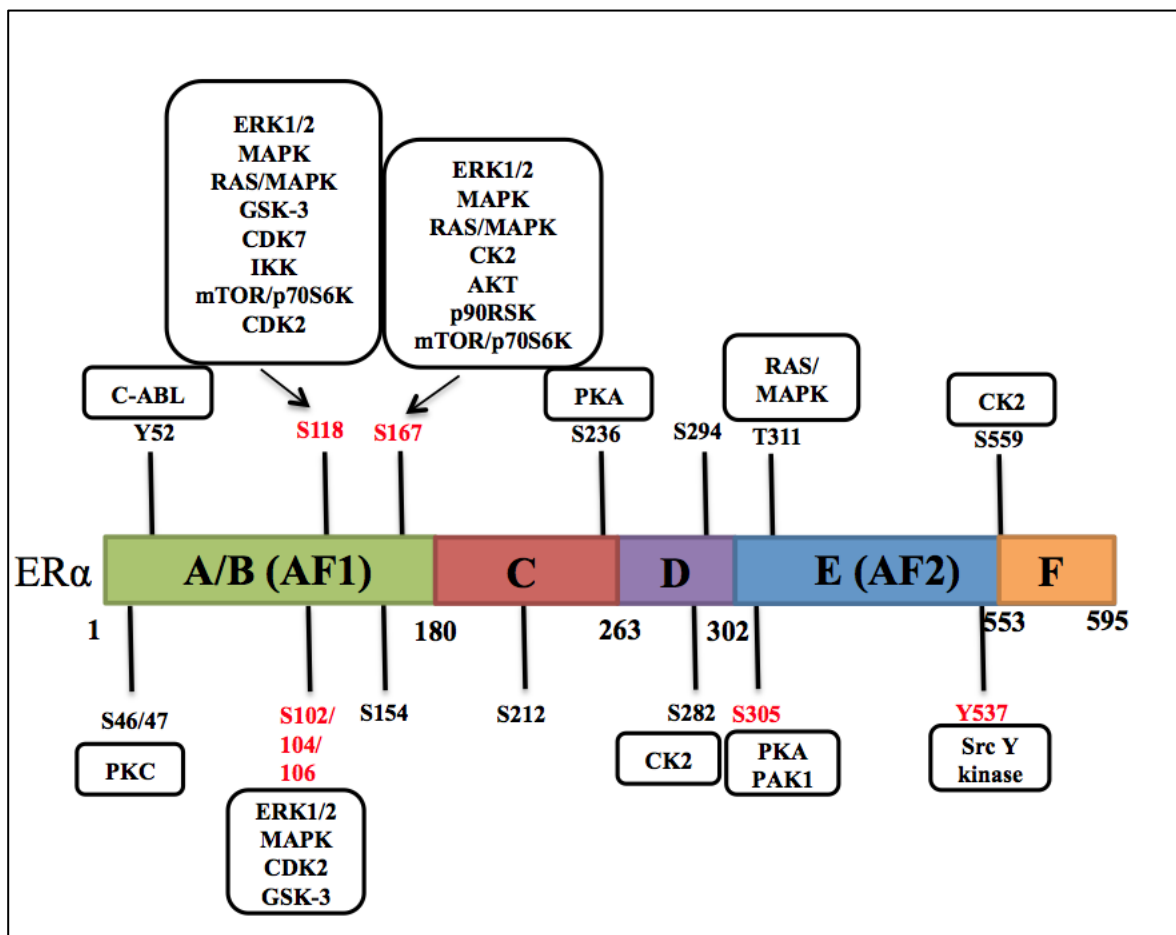 ERK1/2
MAPK
RAS/MAPK
GSK-3
CDK7
IKK
mTOR/p70S6K
CDK2
ERK1/2
MAPK
RAS/MAPK
CK2
AKT
p90RSK
mTOR/p70S6K
C-ABL
Y52
S118
S167
PKA
S236
S294
RAS/
MAPK
T311
CK2
S559
ERα
A/B (AF1)
C
D
E (AF2)
F
1
180
263
302
553
595
S46/47
PKC
S102/
104/
106
ERK1/2
MAPK
CDK2
GSK-3
S154
S212
S282
CK2
S305
PKA
PAK1
Y537
Src Y
kinase